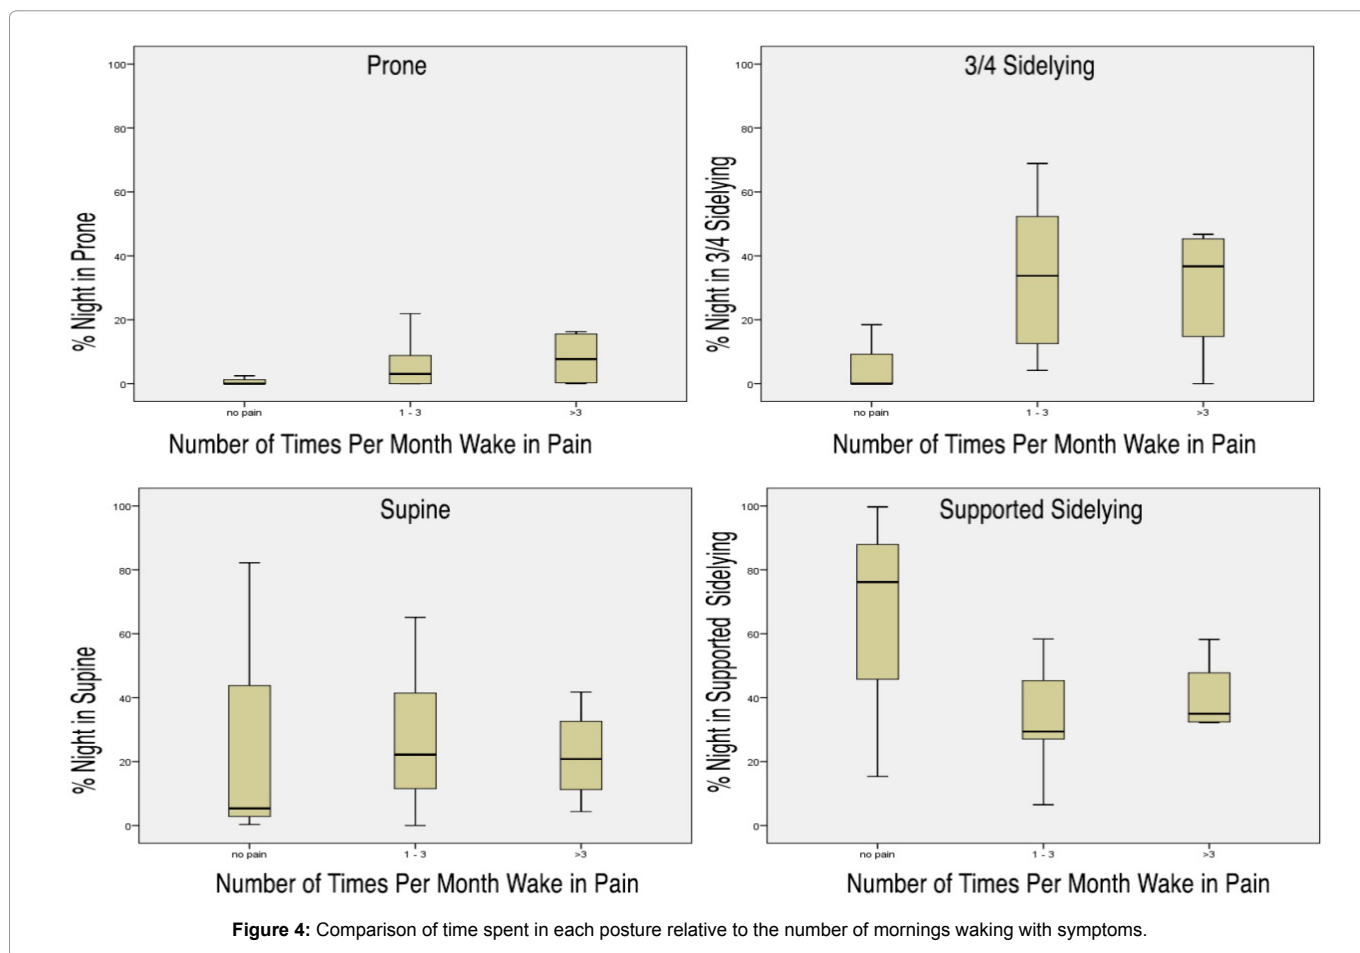 Prone
100
80
60
40
20
0
% Night in Prone
no pain
1 - 3
>3
Number of Times Per Month Wake in Pain
3/4 Sidelying
100
80
60
40
20
0
% Night in 3/4 Sidelying
no pain
1 - 3
>3
Number of Times Per Month Wake in Pain
Supine
100
80
60
40
20
0
% Night in Supine
no pain
1 - 3
>3
Number of Times Per Month Wake in Pain
Supported Sidelying
100
80
60
40
20
0
% Night in Supported Sidelying
no pain
1 - 3
>3
Number of Times Per Month Wake in Pain
Figure 4: Comparison of time spent in each posture relative to the number of mornings waking with symptoms.